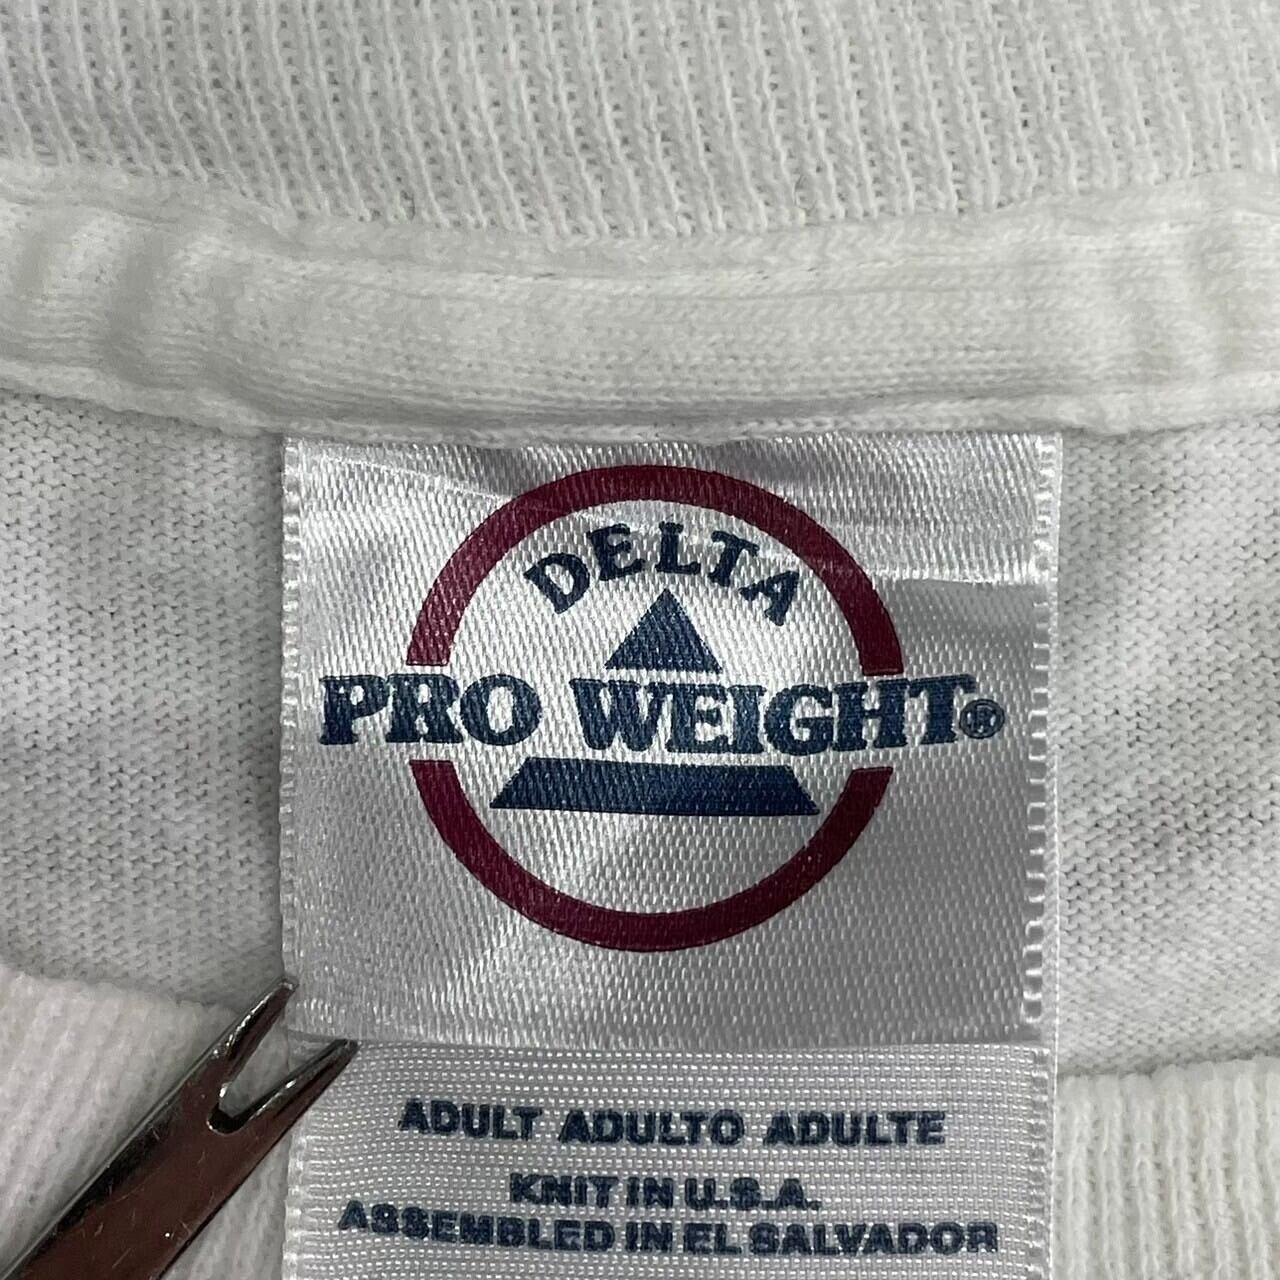 DELTA
PRO WEIGHT®
ADULT ADULTO ADULTE
KNIT IN U.S.A.
ASSEMBLED IN EL SALVADOR